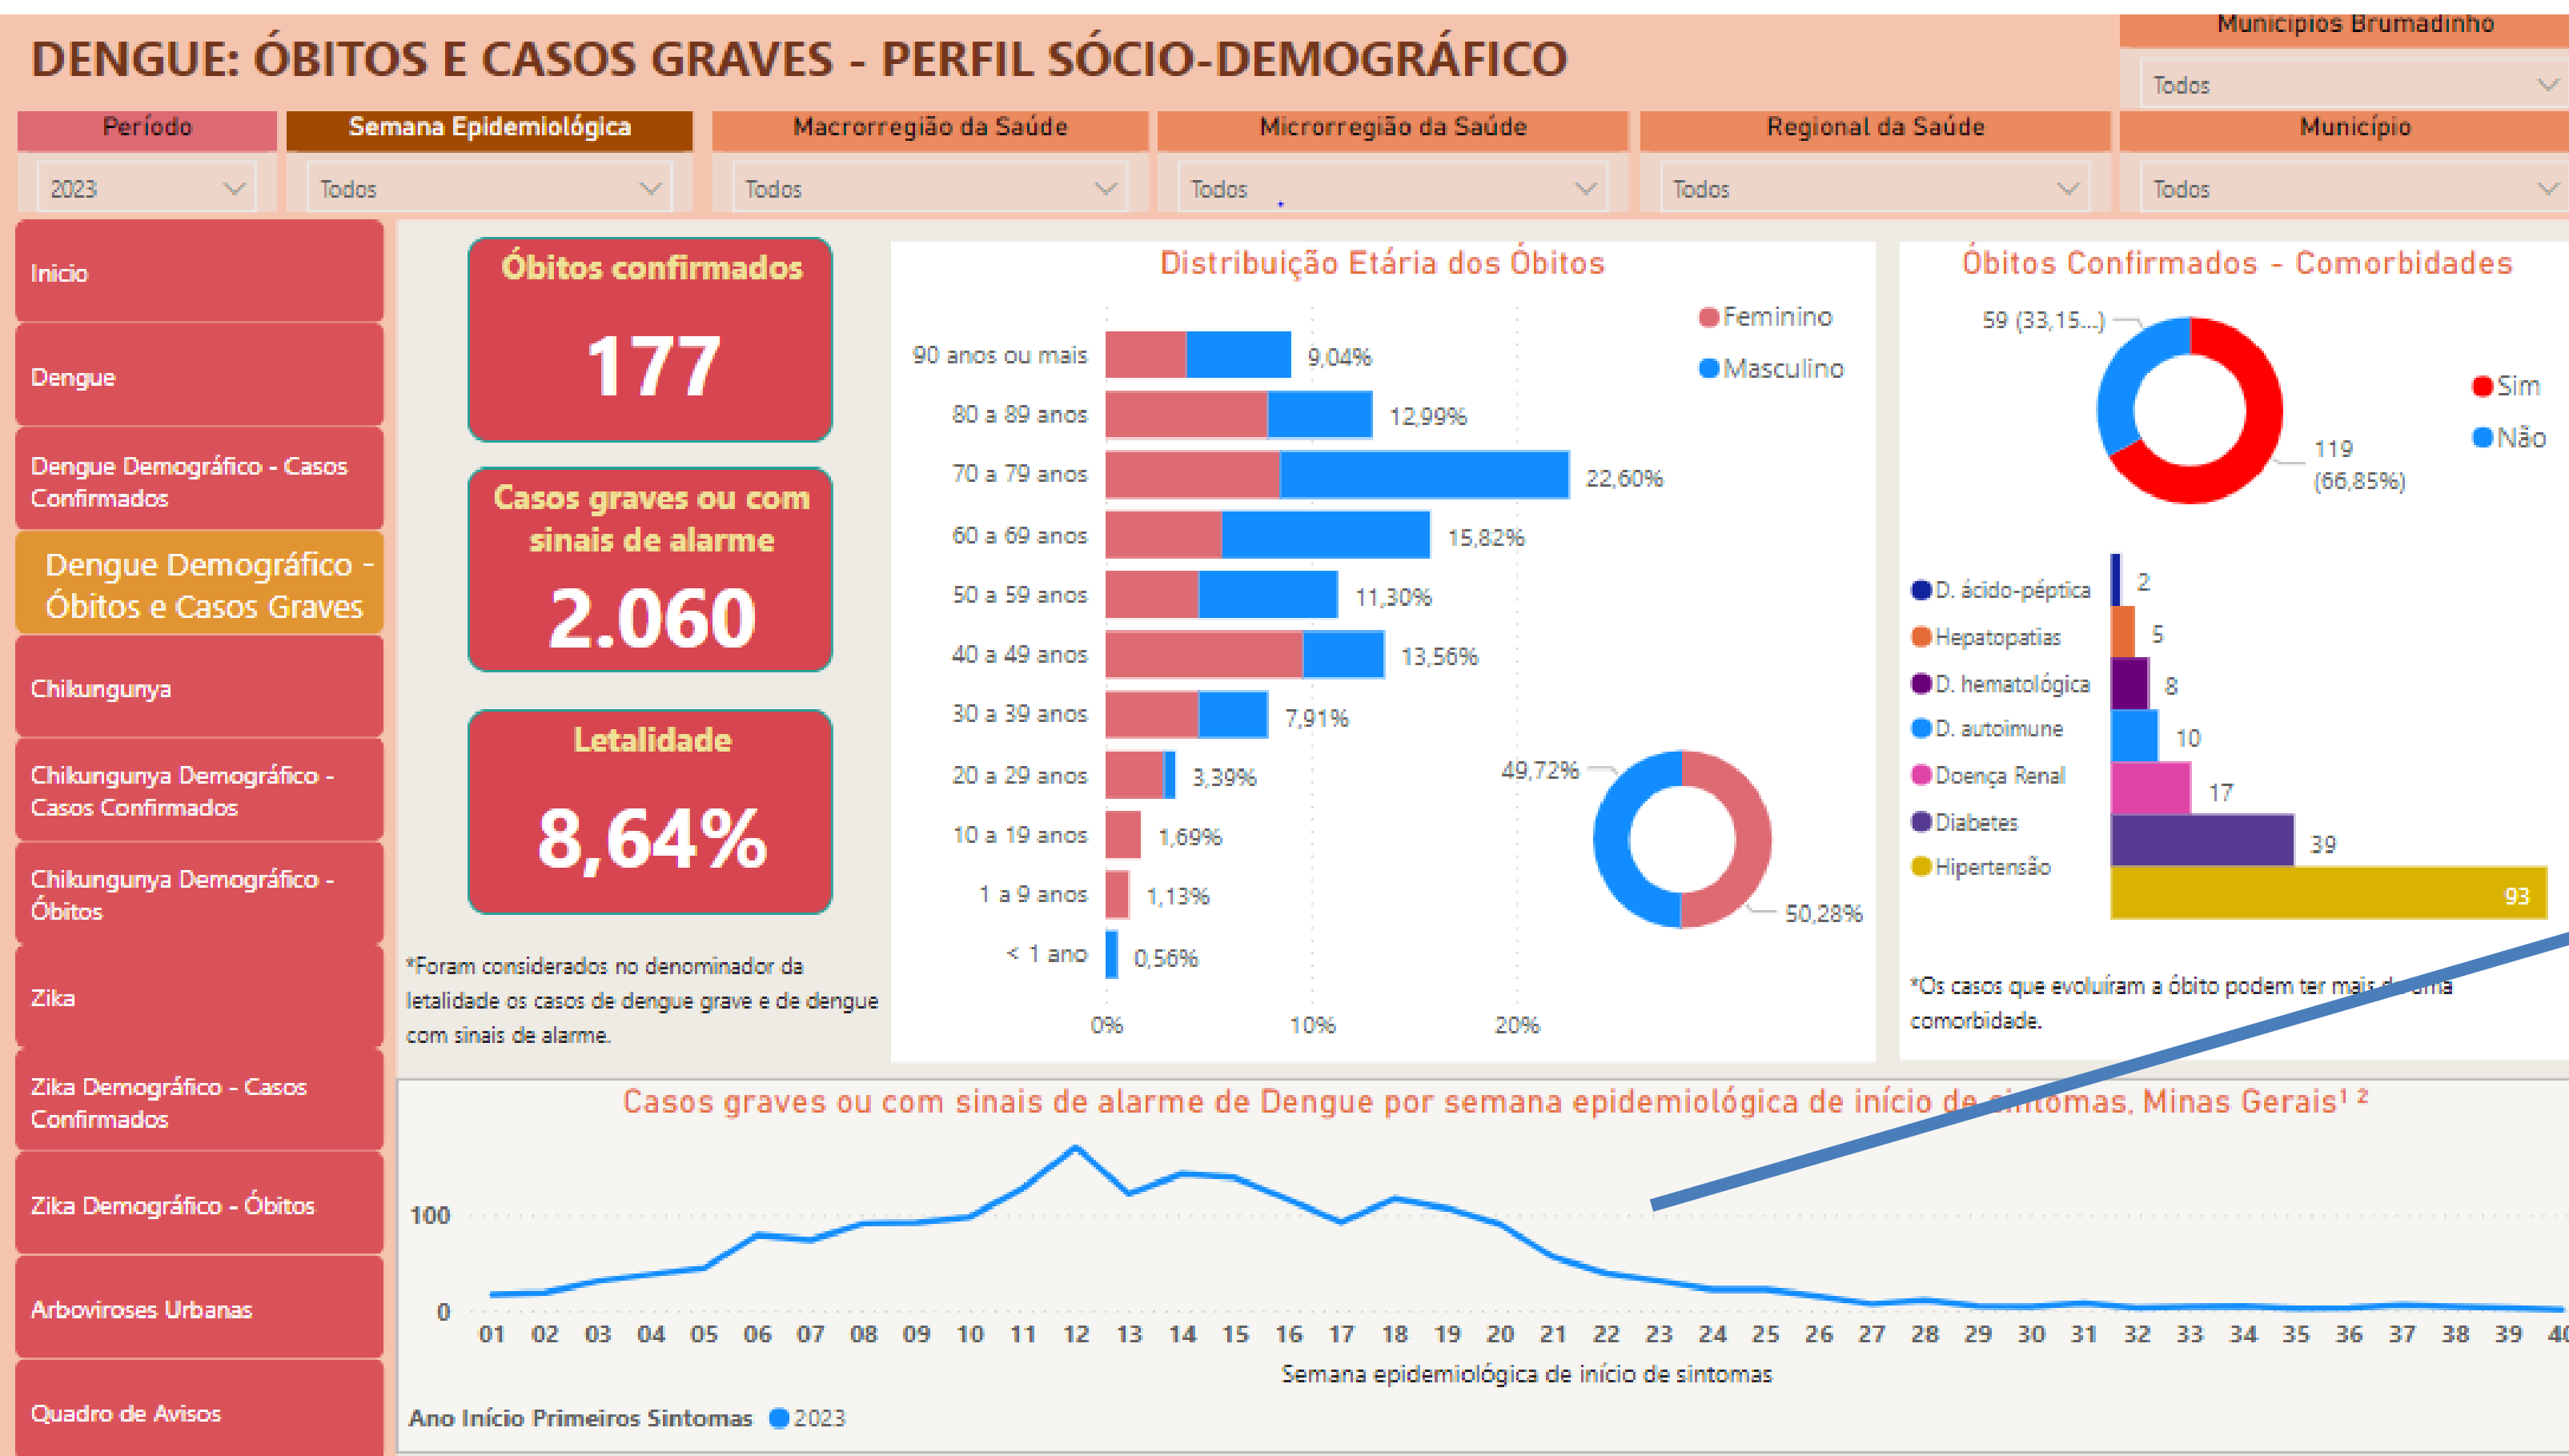 Municípios Brumadinho
DENGUE: ÓBITOS E CASOS GRAVES - PERFIL SÓCIO-DEMOGRÁFICO
Todos
Período
Semana Epidemiológica
Macrorregião da Saúde
Microrregião da Saúde
Regional da Saúde
Município
2023
Todos
Todos
Todos
Todos
Todos
Inicio
Dengue
Dengue Demográfico - Casos
Confirmados
Dengue Demográfico -
Óbitos e Casos Graves
Chikungunya
Chikungunya Demográfico -
Casos Confirmados
Chikungunya Demográfico -
Óbitos
Zika
Zika Demográfico - Casos
Confirmados
Zika Demográfico - Óbitos
Arboviroses Urbanas
Quadro de Avisos
Óbitos confirmados
177
Casos graves ou com
sinais de alarme
2.060
Letalidade
8,64%
*Foram considerados no denominador da
letalidade os casos de dengue grave e de dengue
com sinais de alarme.
Distribuição Etária dos Óbitos
Feminino
Masculino
90 anos ou mais 9,04%
80 a 89 anos 12,99%
70 a 79 anos 22,60%
60 a 69 anos 15,82%
50 a 59 anos 11,30%
40 a 49 anos 13,56%
30 a 39 anos 7,91%
20 a 29 anos 3,39%
10 a 19 anos 1,69%
1 a 9 anos 1,13%
< 1 ano 0,56%
0% 10% 20%
49,72%
50,28%
Óbitos Confirmados - Comorbidades
59 (33,15...)
Sim
Não
119
(66,85%)
D. ácido-péptica 2
Hepatopatias 5
D. hematológica 8
D. autoimune 10
Doença Renal 17
Diabetes 39
Hipertensão 93
*Os casos que evoluíram a óbito podem ter mais de uma
comorbidade.
Casos graves ou com sinais de alarme de Dengue por semana epidemiológica de início de sintomas, Minas Gerais¹ ²
100
0
01 02 03 04 05 06 07 08 09 10 11 12 13 14 15 16 17 18 19 20 21 22 23 24 25 26 27 28 29 30 31 32 33 34 35 36 37 38 39 40
Semana epidemiológica de início de sintomas
Ano Início Primeiros Sintomas 2023